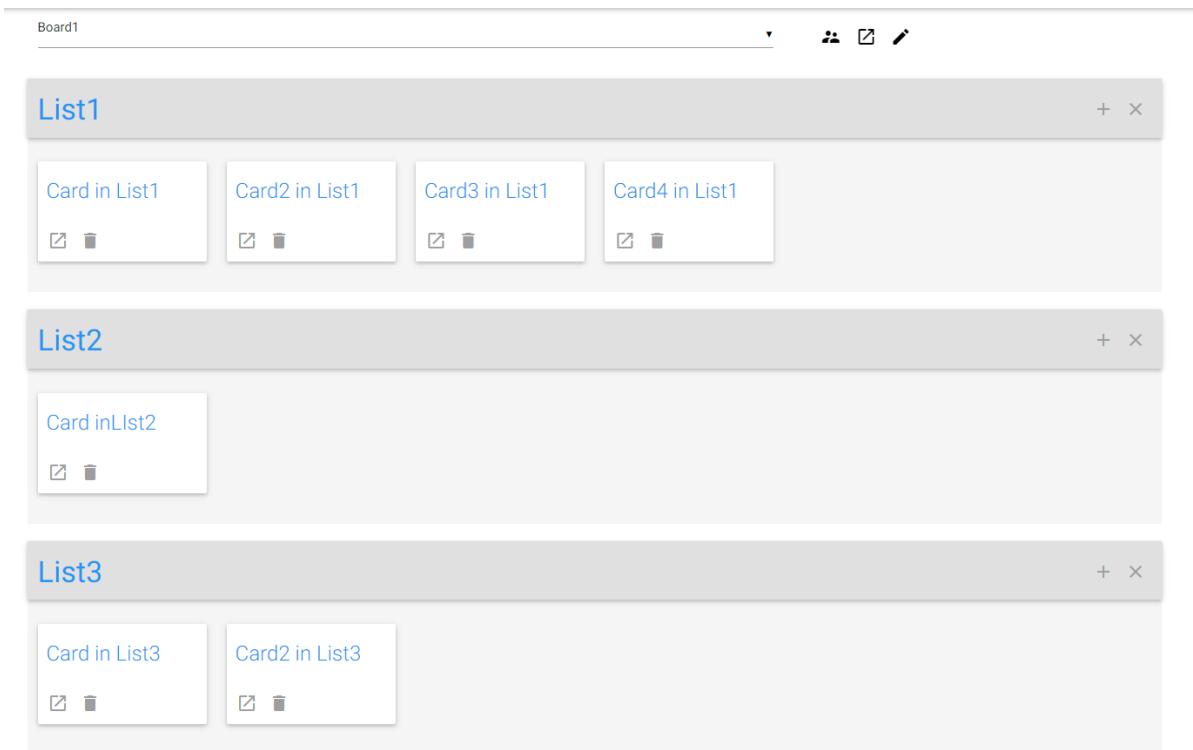 Board1
List1
Card in List1
Card2 in List1
Card3 in List1
Card4 in List1
List2
Card inLIst2
List3
Card in List3
Card2 in List3